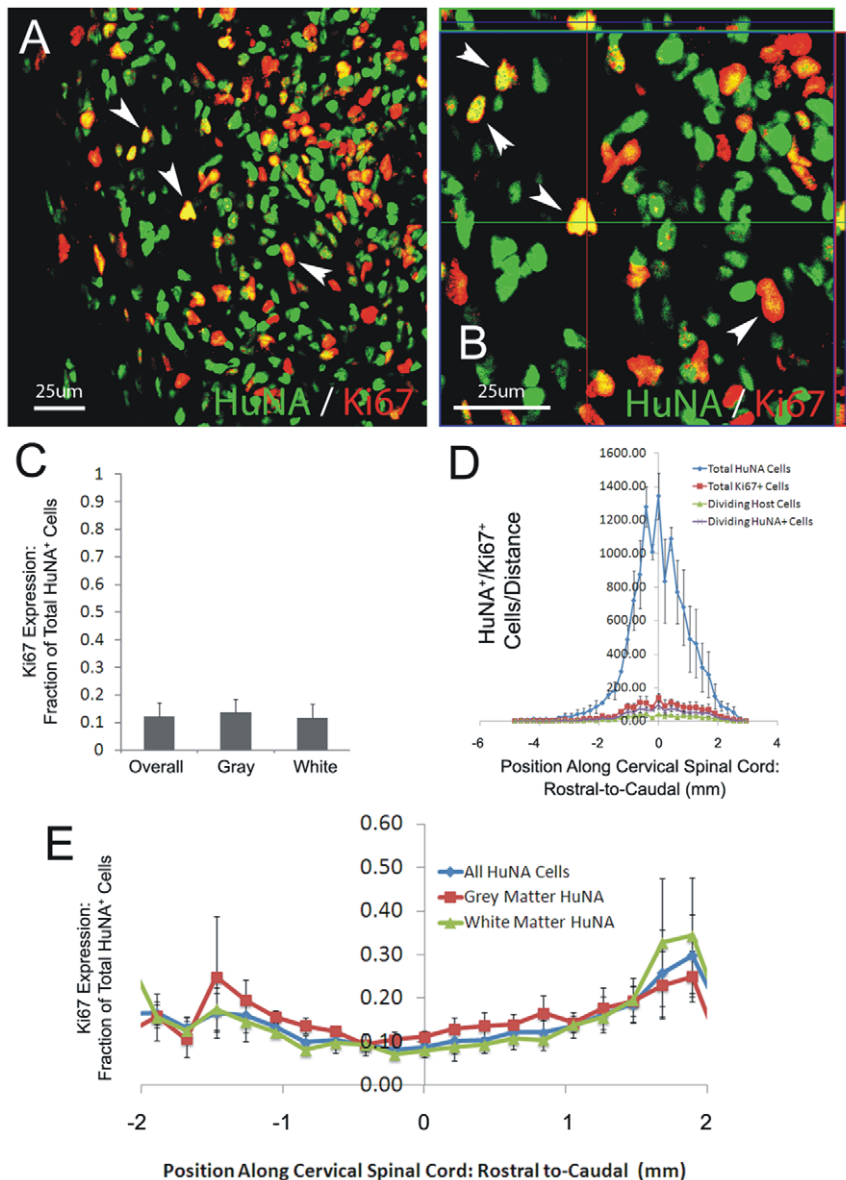 A
25um
HuNA / Ki67
B
25um
HuNA / Ki67
C
Ki67 Expression:
Fraction of Total HuNA+ Cells
1
0.9
0.8
0.7
0.6
0.5
0.4
0.3
0.2
0.1
0
Overall Gray White
D
HuNA+/Ki67+
Cells/Distance
1600.00
1400.00
1200.00
1000.00
800.00
600.00
400.00
200.00
0.00
Total HuNA Cells
Total Ki67+ Cells
Dividing Host Cells
Dividing HuNA+ Cells
-6 -4 -2 0 2 4
Position Along Cervical Spinal Cord:
Rostral-to-Caudal (mm)
E
Ki67 Expression:
Fraction of Total HuNA+ Cells
0.60
0.50
0.40
0.30
0.20
0.10
0.00
All HuNA Cells
Grey Matter HuNA
White Matter HuNA
-2 -1 0 1 2
Position Along Cervical Spinal Cord: Rostral to-Caudal (mm)